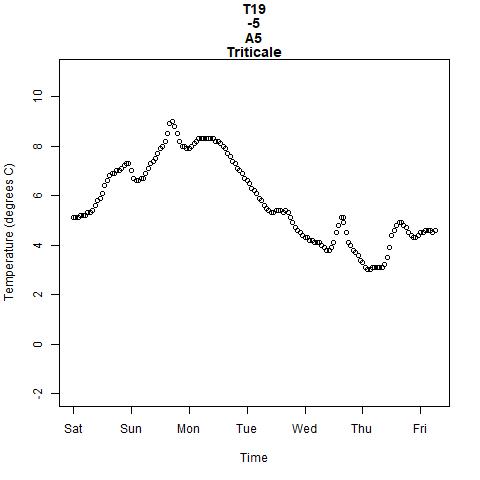 T19
-5
A5
Triticale
Temperature (degrees C)
10
8
6
4
2
0
-2
Sat Sun Mon Tue Wed Thu Fri
Time